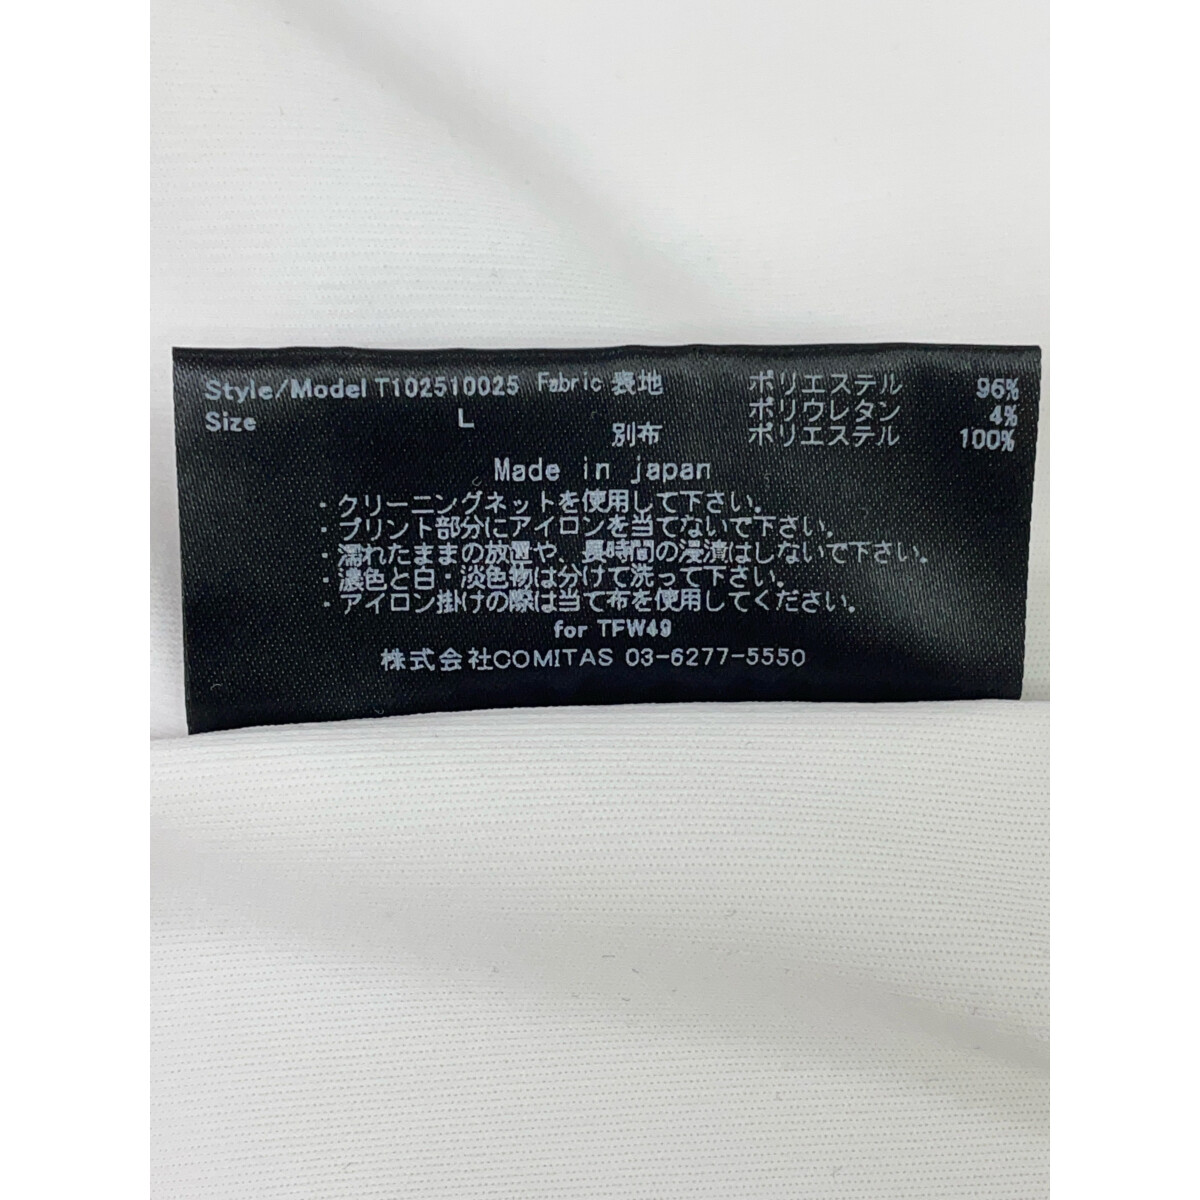 Style/Model T102510025 Fabric 表地 ポリエステル 96%
Size L ポリウレタン 4%
別布 ポリエステル 100%
Made in japan
・クリーニングネットを使用して下さい。
・プリント部分にアイロンを当てないで下さい。
・濡れたままの放置や、長時間の浸漬はしないで下さい。
・濃色と白・淡色物は分けて洗って下さい。
・アイロン掛けの際は当て布を使用してください。
for TFW49
株式会社COMITAS 03-6277-5550